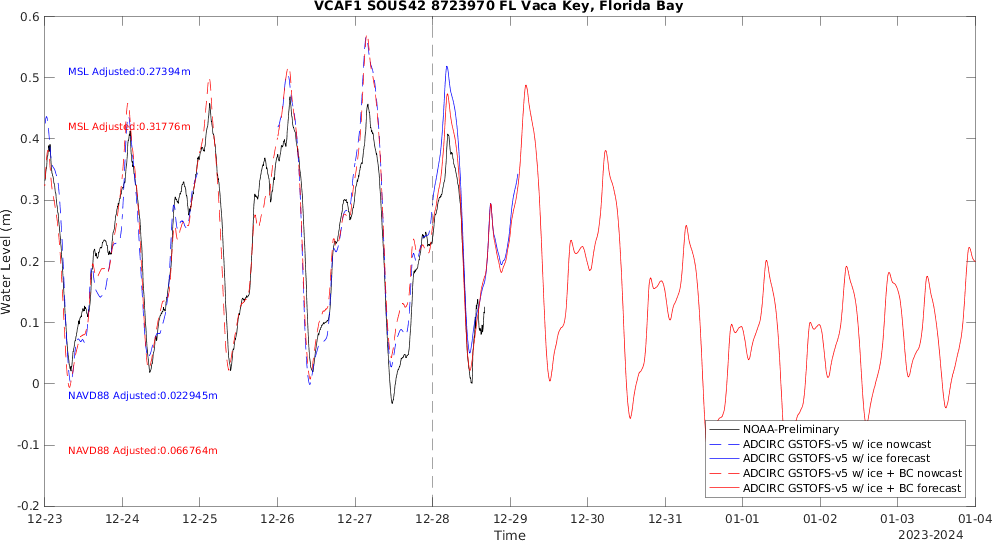 VCAF1 SOUS42 8723970 FL Vaca Key, Florida Bay
0.6
0.5
0.4
0.3
0.2
0.1
0
-0.1
-0.2
Water Level (m)
MSL Adjusted:0.27394m
MSL Adjusted:0.31776m
NAVD88 Adjusted:0.022945m
NAVD88 Adjusted:0.066764m
NOAA-Preliminary
ADCIRC GSTOFS-v5 w/ ice nowcast
ADCIRC GSTOFS-v5 w/ ice forecast
ADCIRC GSTOFS-v5 w/ ice + BC nowcast
ADCIRC GSTOFS-v5 w/ ice + BC forecast
12-23 12-24 12-25 12-26 12-27 12-28 12-29 12-30 12-31 01-01 01-02 01-03 01-04
Time
2023-2024